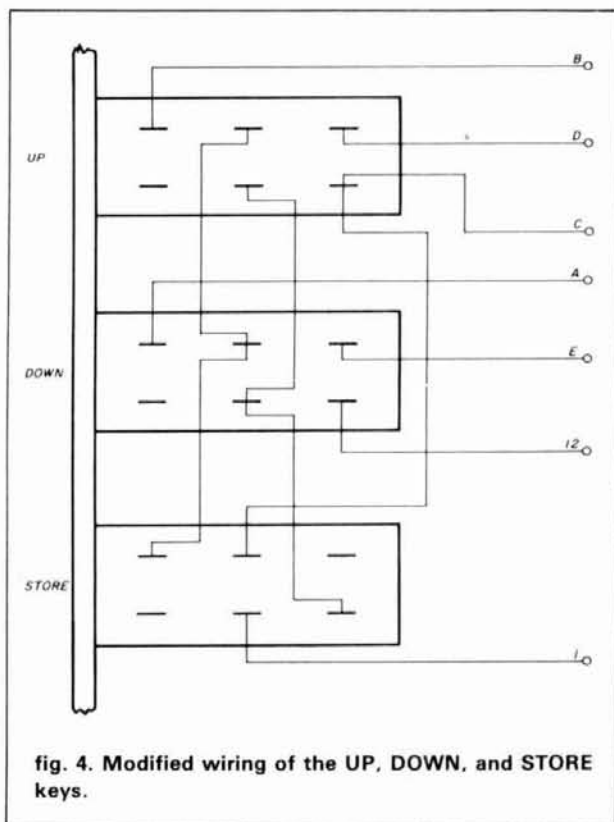 B
UP
D
C
A
DOWN
E
12
STORE
1
fig. 4. Modified wiring of the UP, DOWN, and STORE
keys.